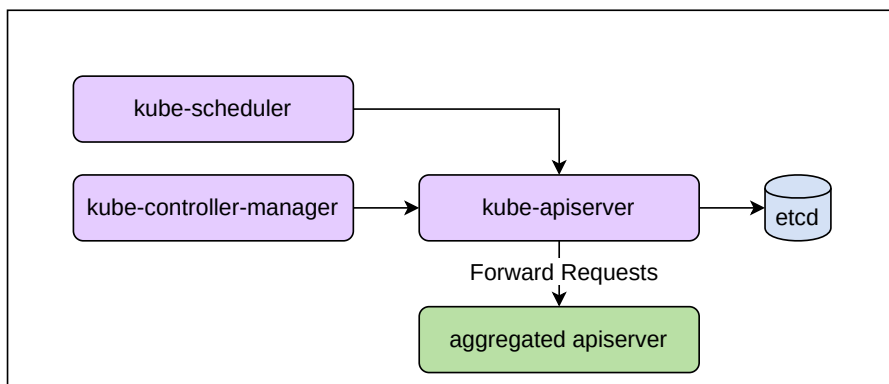 kube-scheduler
kube-controller-manager
kube-apiserver
etcd
Forward Requests
aggregated apiserver